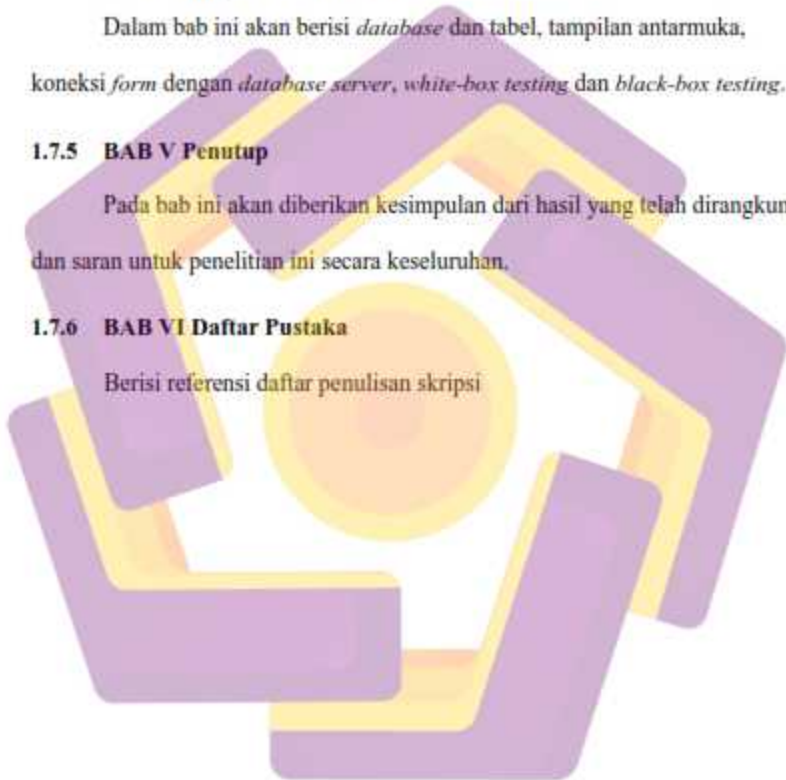 Dalam bab ini akan berisi database dan tabel, tampilan antarmuka,
koneksi form dengan database server, white-box testing dan black-box testing.
1.7.5 BAB V Penutup
Pada bab ini akan diberikan kesimpulan dari hasil yang telah dirangkum
dan saran untuk penelitian ini secara keseluruhan.
1.7.6 BAB VI Daftar Pustaka
Berisi referensi daftar penulisan skripsi